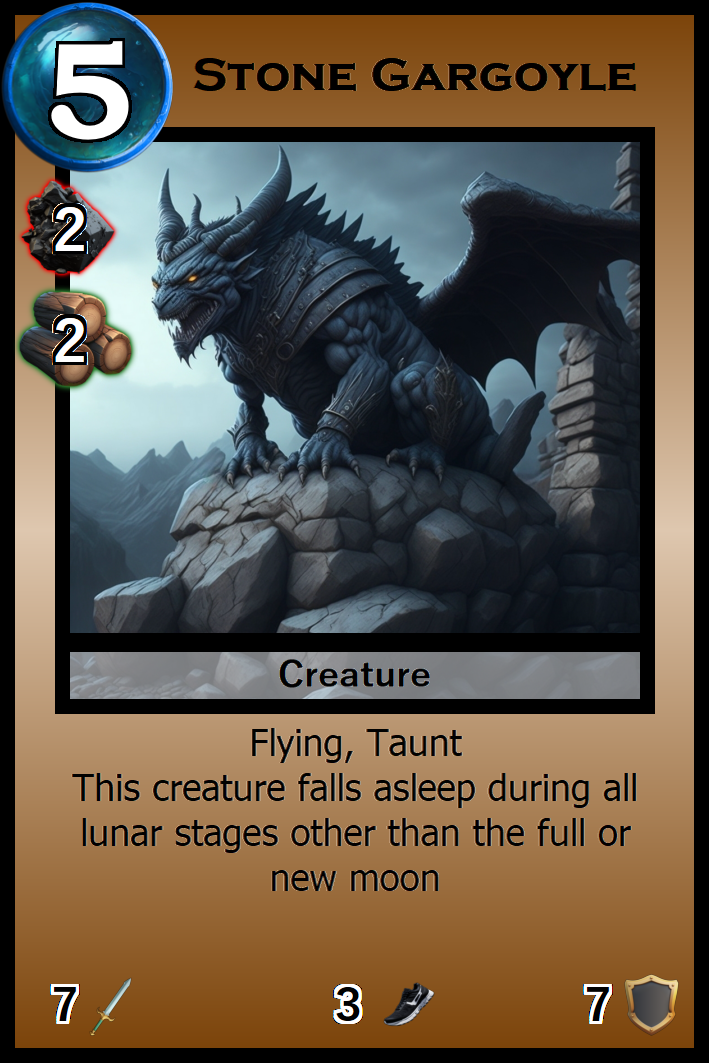 5
Stone Gargoyle
2
2
Creature
Flying, Taunt
This creature falls asleep during all
lunar stages other than the full or
new moon
7 3 7